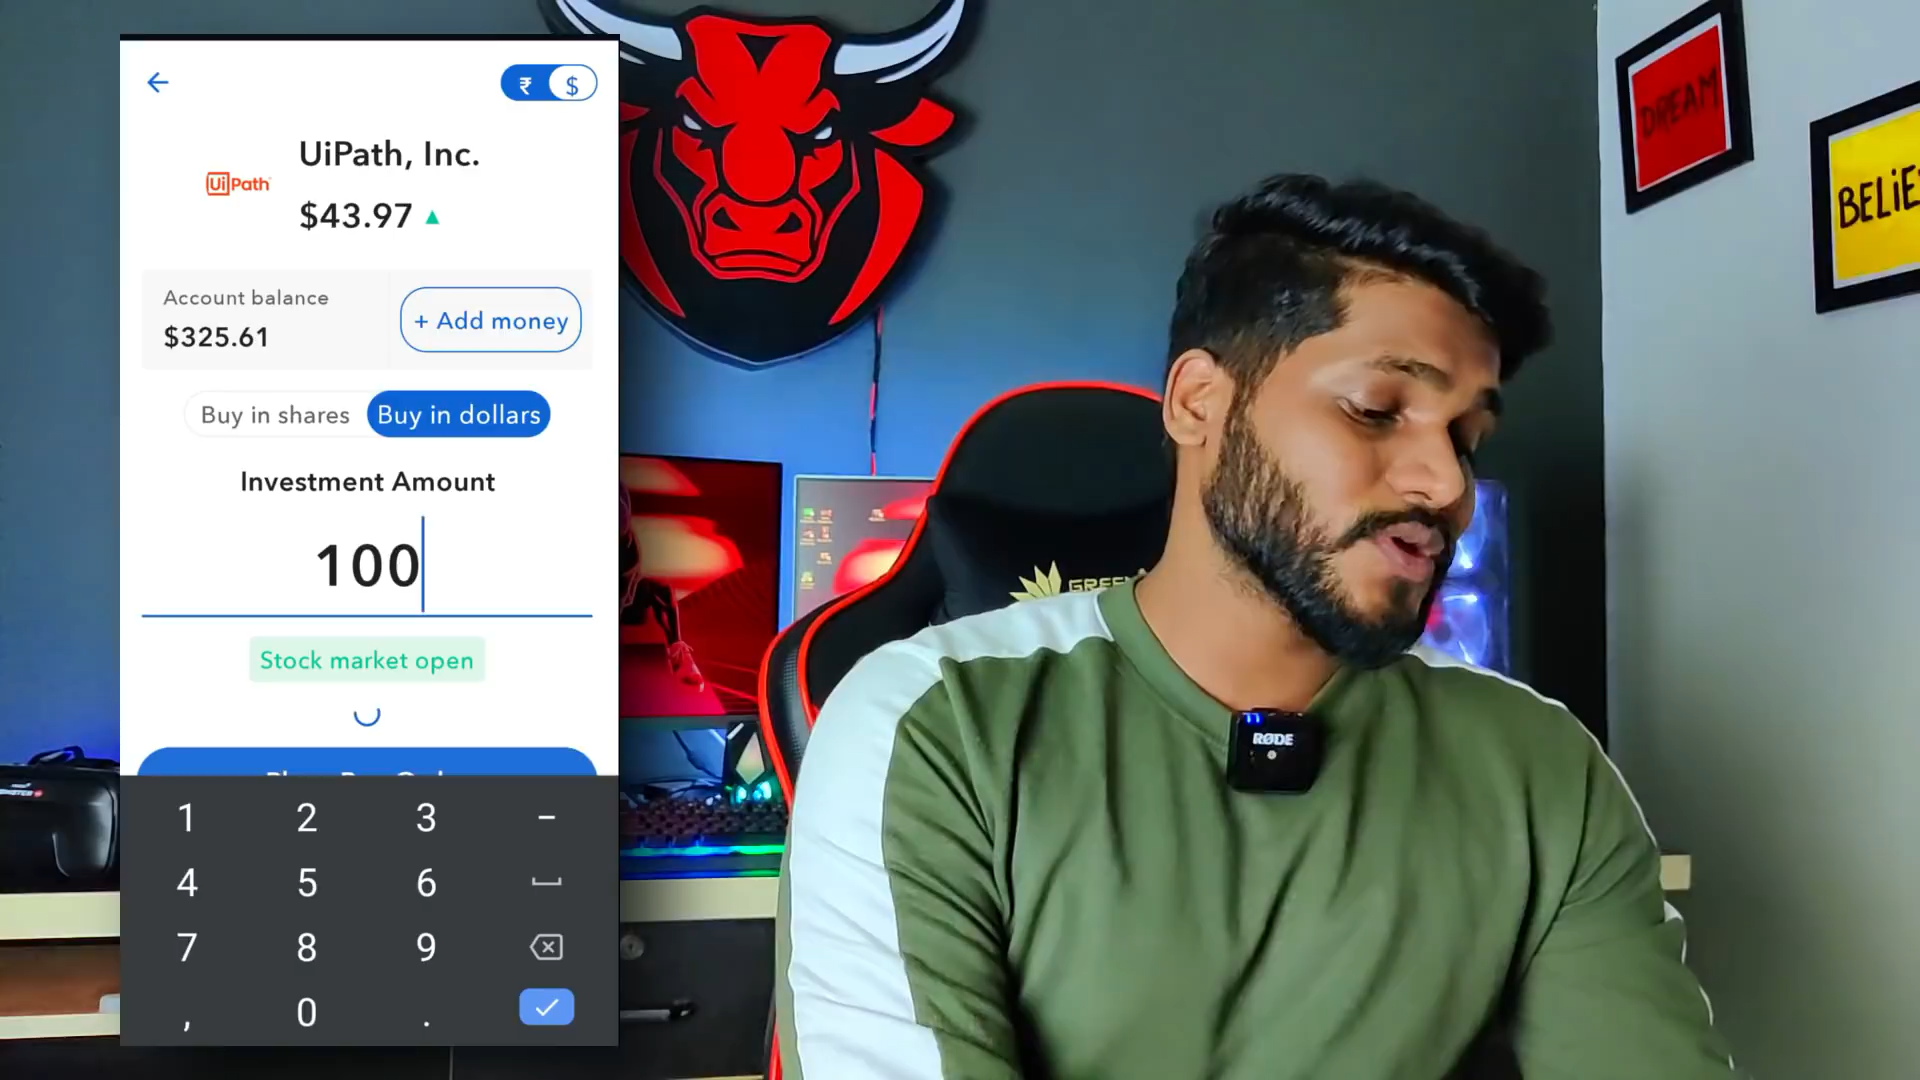 ₹ $
UiPath, Inc.
UiPath
$43.97
Account balance
$325.61
+ Add money
Buy in shares
Buy in dollars
Investment Amount
100
Stock market open
1 2 3 –
4 5 6
7 8 9
, 0 .
DREAM
BELiE
RØDE